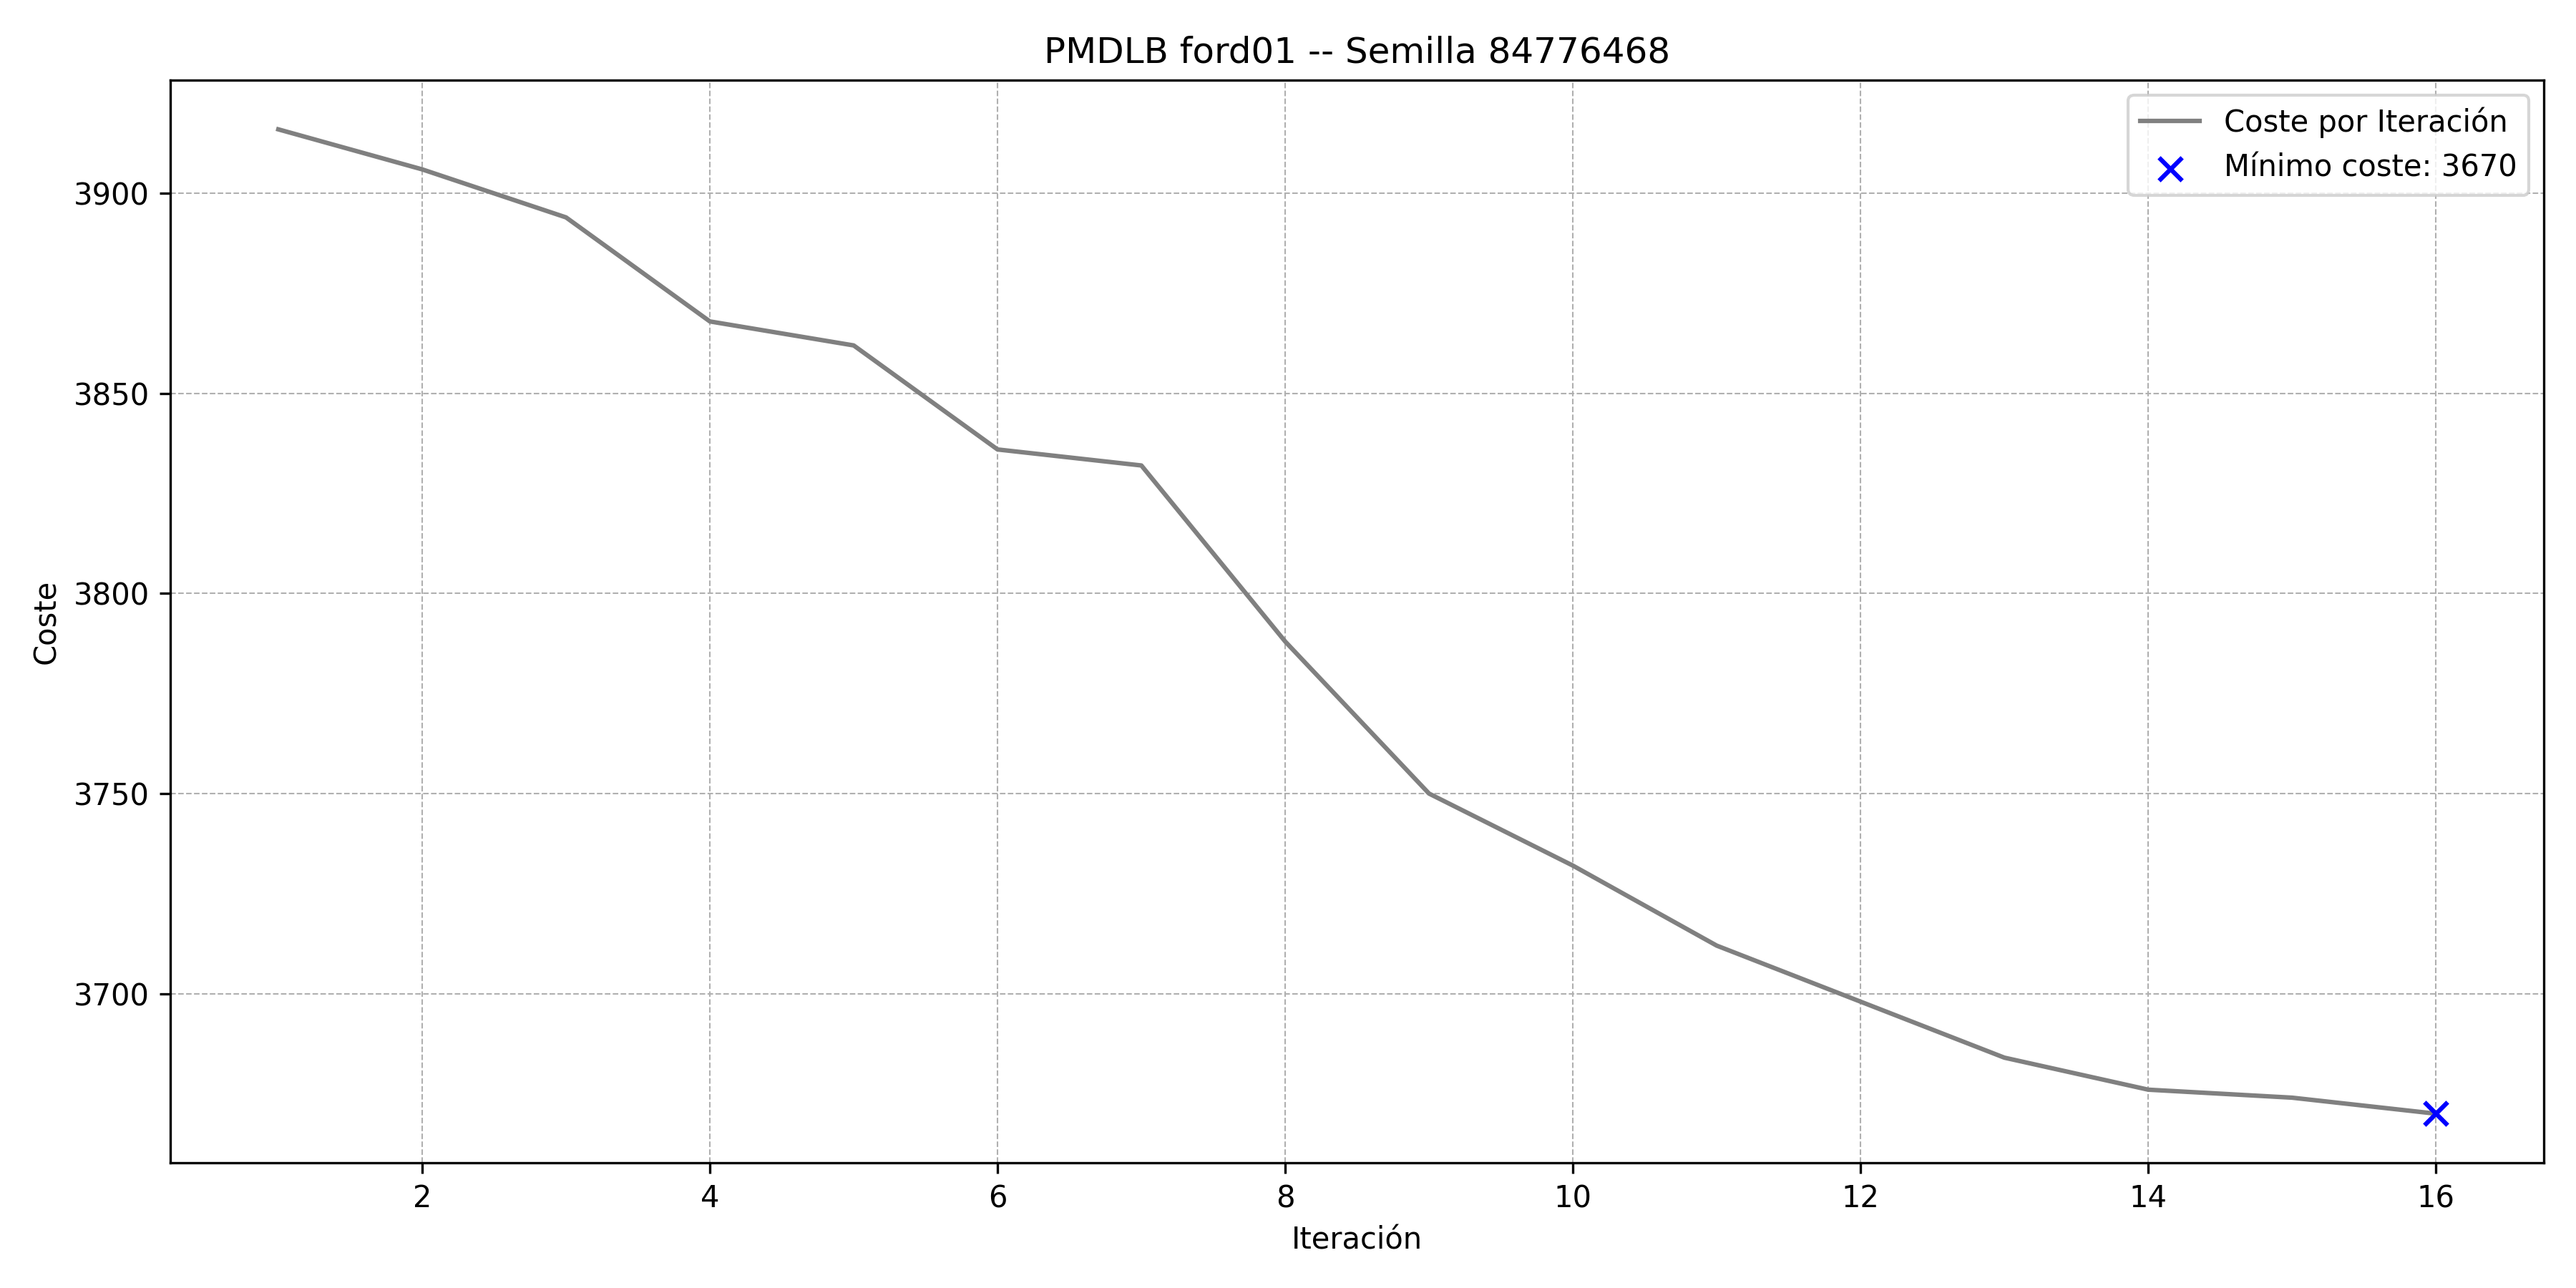 PMDLB ford01 -- Semilla 84776468
Coste por Iteración
Mínimo coste: 3670
3900
3850
3800
3750
3700
Coste
2 4 6 8 10 12 14 16
Iteración